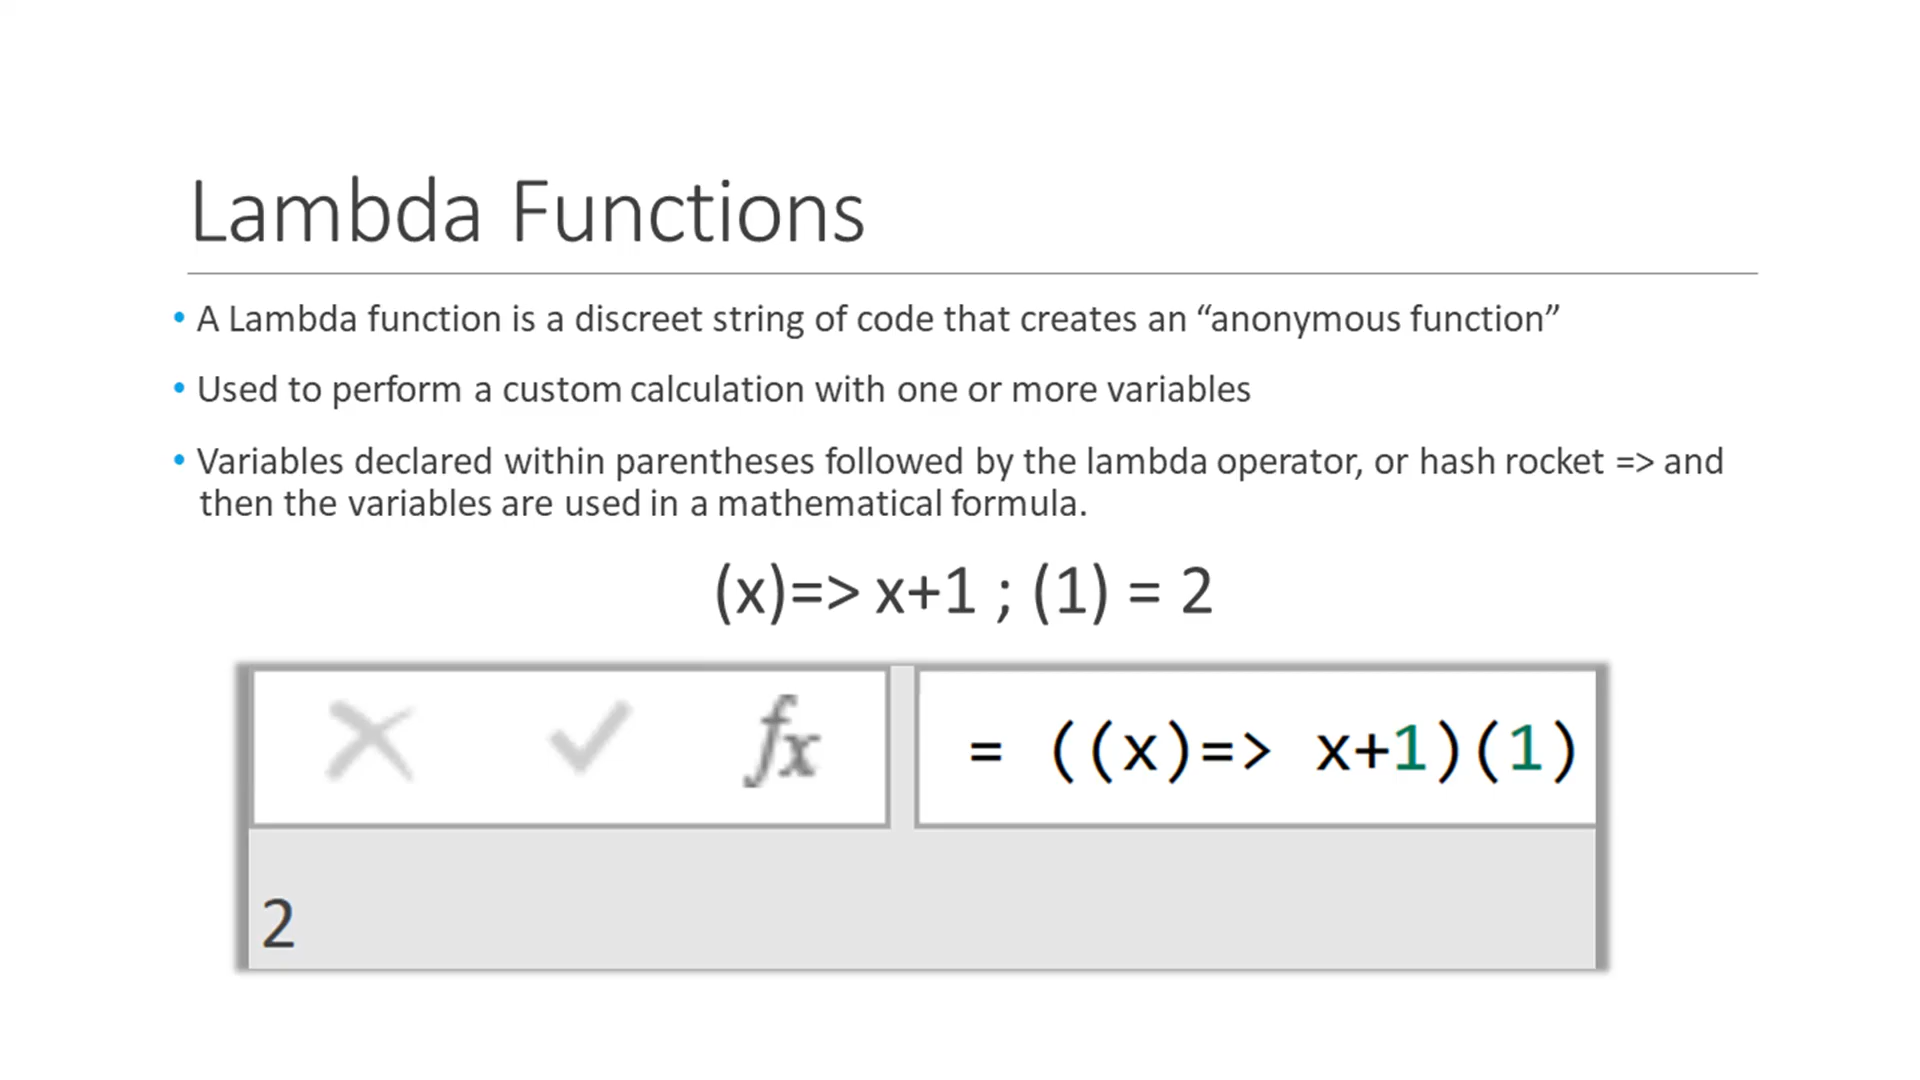 Lambda Functions
• A Lambda function is a discreet string of code that creates an “anonymous function”
• Used to perform a custom calculation with one or more variables
• Variables declared within parentheses followed by the lambda operator, or hash rocket => and
then the variables are used in a mathematical formula.
(x)=> x+1 ; (1) = 2
fx = ((x)=> x+1)(1)
2